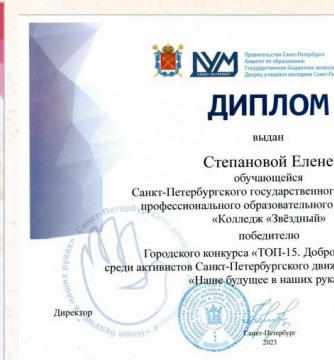 Правительство Санкт-Петербурга
Комитет по образованию
Государственное бюджетное
Дворец учащейся молодежи Санкт-
ДИПЛОМ
выдан
Степановой Елене
обучающейся
Санкт-Петербургского государственного
профессионального образовательного
«Колледж «Звёздный»
победителю
Городского конкурса «ТОП-15. Добро
среди активистов Санкт-Петербургского движ
«Наше будущее в наших рука
Директор
Санкт-Петербург
2023